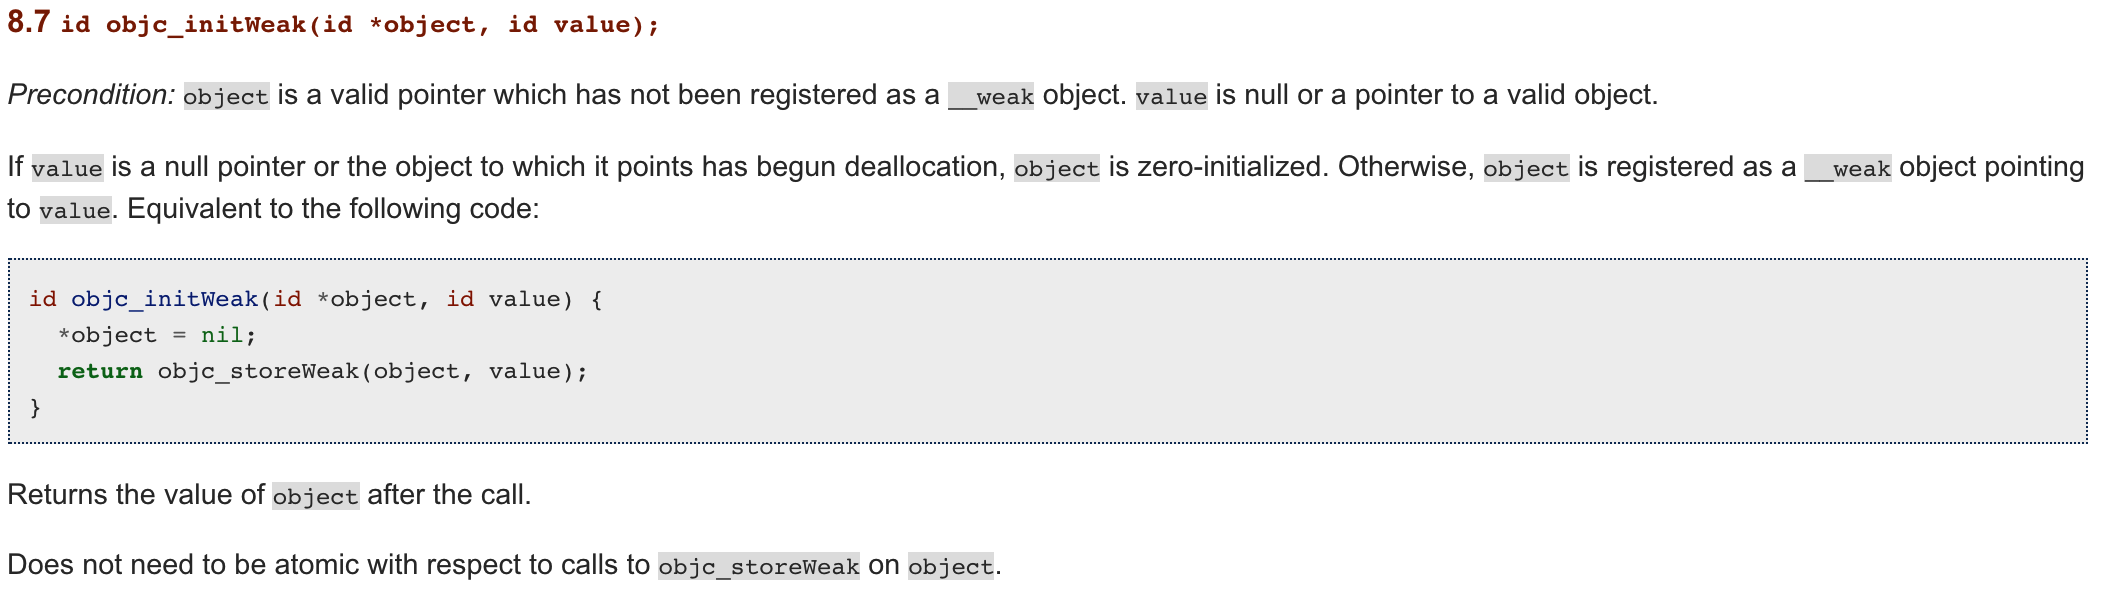 8.7 id objc_initWeak(id *object, id value);
Precondition: object is a valid pointer which has not been registered as a __weak object. value is null or a pointer to a valid object.
If value is a null pointer or the object to which it points has begun deallocation, object is zero-initialized. Otherwise, object is registered as a __weak object pointing
to value. Equivalent to the following code:
id objc_initWeak(id *object, id value) {
  *object = nil;
  return objc_storeWeak(object, value);
}
Returns the value of object after the call.
Does not need to be atomic with respect to calls to objc_storeWeak on object.